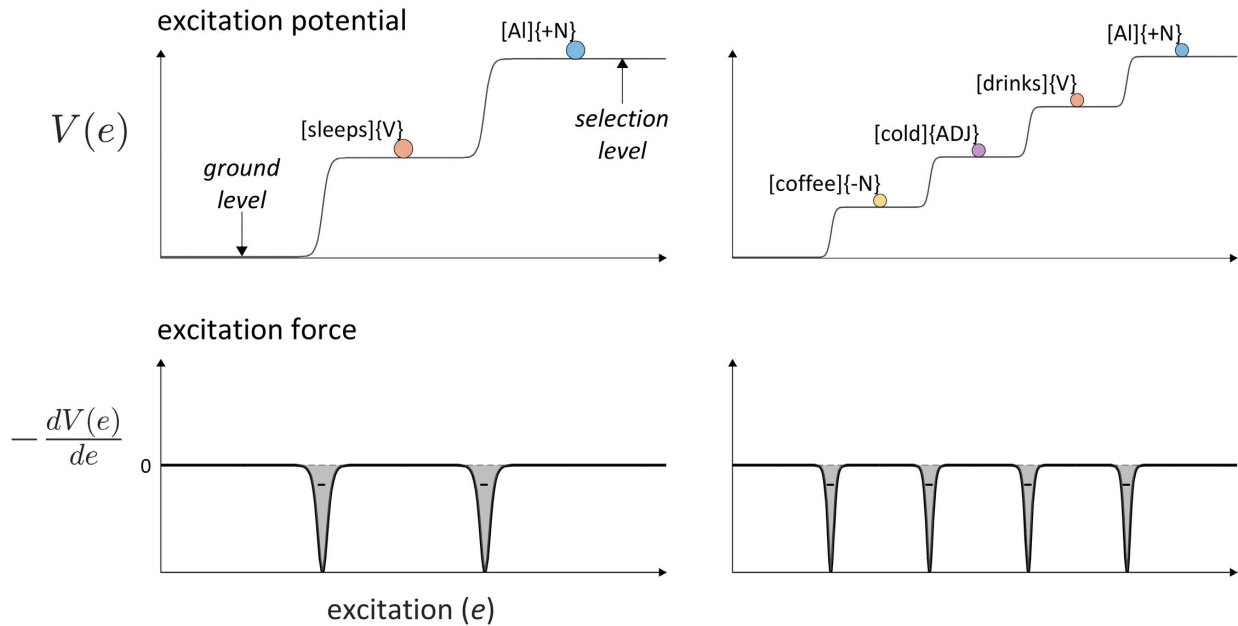 excitation potential
V(e)
[Al]{+N}
[sleeps]{V}
ground
level
selection
level
[Al]{+N}
[drinks]{V}
[cold]{ADJ}
[coffee]{-N}
excitation force
− dV(e)
de
0
-
-
-
-
-
-
excitation (e)